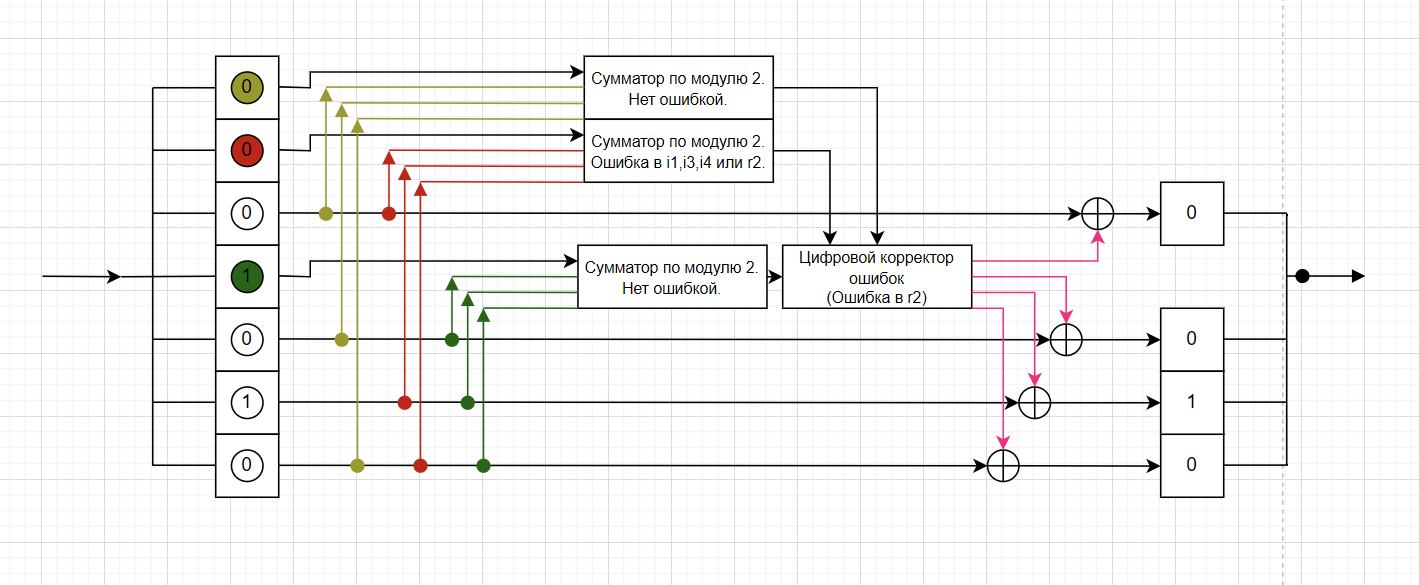 0
Сумматор по модулю 2.
Нет ошибкой.
0
Сумматор по модулю 2.
Ошибка в i1,i3,i4 или r2.
0
0
1
Сумматор по модулю 2.
Нет ошибкой.
Цифровой корректор
ошибок
(Ошибка в r2)
0
0
1
1
0
0